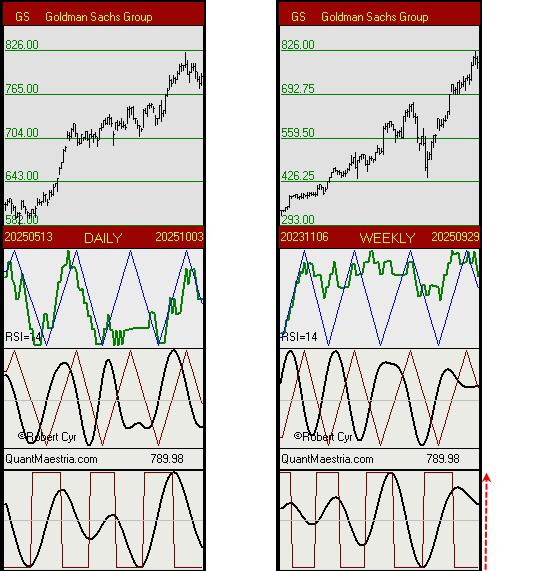 GS Goldman Sachs Group
826.00
765.00
704.00
643.00
582.00
20250513 DAILY 20251003
RSI=14
©Robert Cyr
QuantMaestria.com 789.98
GS Goldman Sachs Group
826.00
692.75
559.50
426.25
293.00
20231106 WEEKLY 20250929
RSI=14
©Robert Cyr
QuantMaestria.com 789.98